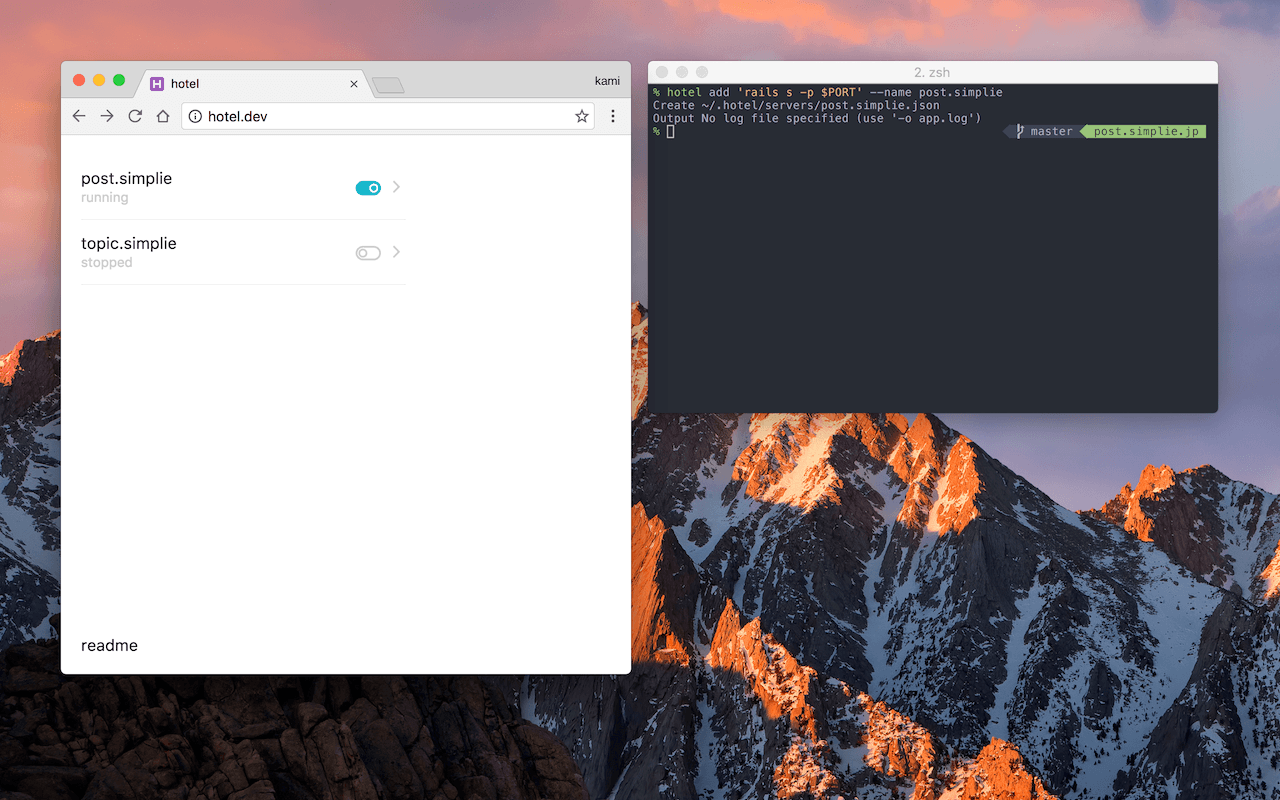 hotel
kami
hotel.dev
post.simplie
running
topic.simplie
stopped
readme
2. zsh
% hotel add 'rails s -p $PORT' --name post.simplie
Create ~/.hotel/servers/post.simplie.json
Output No log file specified (use '-o app.log')
% master post.simplie.jp